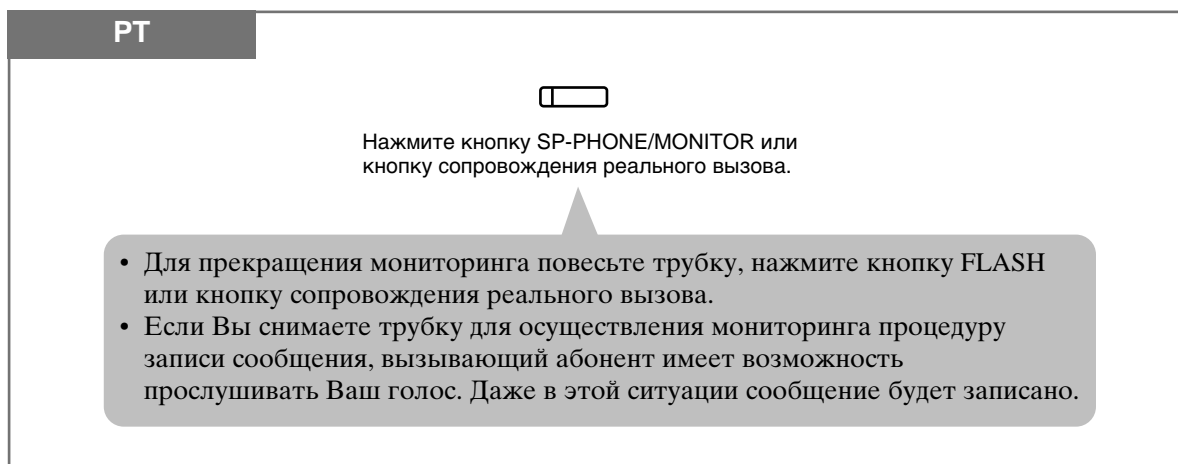 PT
Нажмите кнопку SP-PHONE/MONITOR или
кнопку сопровождения реального вызова.
• Для прекращения мониторинга повесьте трубку, нажмите кнопку FLASH
или кнопку сопровождения реального вызова.
• Если Вы снимаете трубку для осуществления мониторинга процедуру
записи сообщения, вызывающий абонент имеет возможность
прослушивать Ваш голос. Даже в этой ситуации сообщение будет записано.